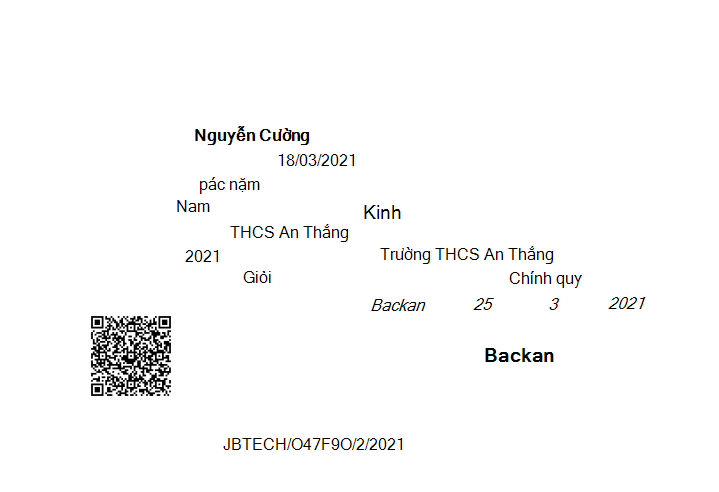 Nguyễn Cường
18/03/2021
pác nặm
Nam
Kinh
THCS An Thắng
2021
Trường THCS An Thắng
Giỏi
Chính quy
Backan 25 3 2021
Backan
JBTECH/O47F9O/2/2021